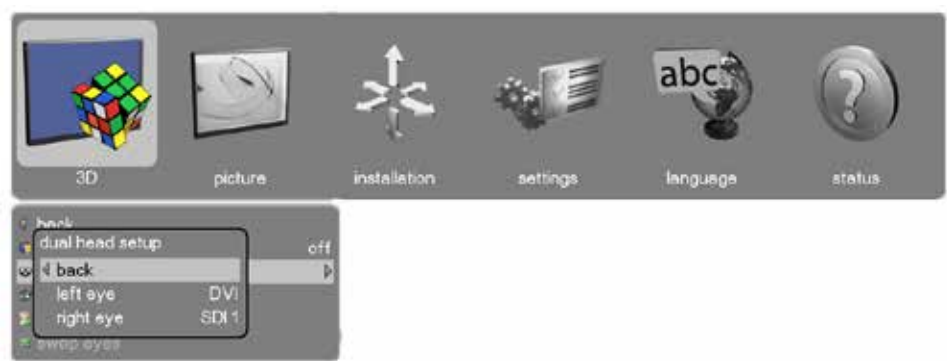 abc
3D picture installation settings language status
back
dual head setup off
back
left eye DVI
right eye SDI 1
swap eyes